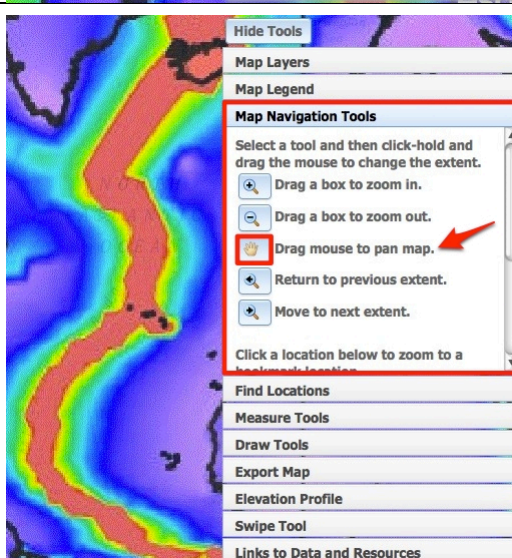 Hide Tools
Map Layers
Map Legend
Map Navigation Tools
Select a tool and then click-hold and
drag the mouse to change the extent.
Drag a box to zoom in.
Drag a box to zoom out.
Drag mouse to pan map.
Return to previous extent.
Move to next extent.
Click a location below to zoom to a
NORTH
OCEAN
Find Locations
Measure Tools
Draw Tools
Export Map
Elevation Profile
Swipe Tool
Links to Data and Resources